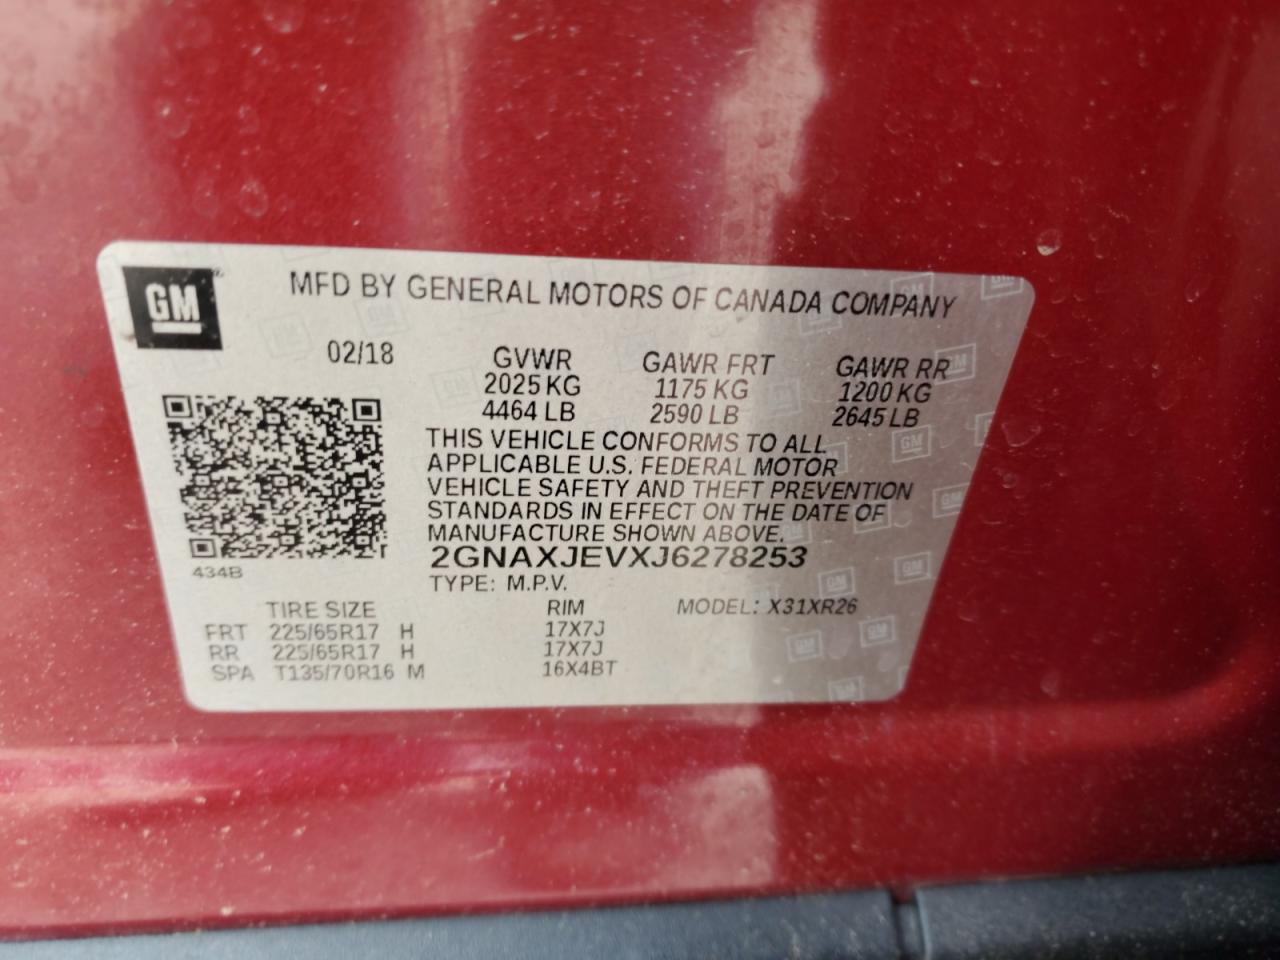 GM
MFD BY GENERAL MOTORS OF CANADA COMPANY
02/18
GVWR GAWR FRT GAWR RR
2025 KG 1175 KG 1200 KG
4464 LB 2590 LB 2645 LB
THIS VEHICLE CONFORMS TO ALL
APPLICABLE U.S. FEDERAL MOTOR
VEHICLE SAFETY AND THEFT PREVENTION
STANDARDS IN EFFECT ON THE DATE OF
MANUFACTURE SHOWN ABOVE.
434B
2GNAXJEVXJ6278253
TYPE: M.P.V.
TIRE SIZE RIM MODEL: X31XR26
FRT 225/65R17 H 17X7J
RR 225/65R17 H 17X7J
SPA T135/70R16 M 16X4BT